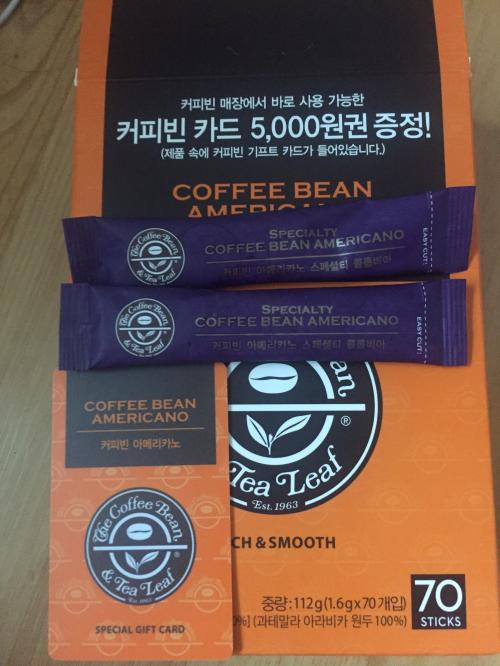 커피빈 매장에서 바로 사용 가능한
커피빈 카드 5,000원권 증정!
(제품 속에 커피빈 기프트 카드가 들어있습니다.)
COFFEE BEAN
AMERICANO
The Coffee Bean
& Tea Leaf
SPECIALTY
COFFEE BEAN AMERICANO
커피빈 아메리카노 스페셜티 콜롬비아
EASY CUT!
The Coffee Bean
& Tea Leaf
SPECIALTY
COFFEE BEAN AMERICANO
커피빈 아메리카노 스페셜티 콜롬비아
EASY CUT!
COFFEE BEAN
AMERICANO
커피빈 아메리카노
The Coffee Bean
& Tea Leaf
Est. 1963
SPECIAL GIFT CARD
an
®
Tea Leaf
Est. 1963
CH & SMOOTH
중량:112g(1.6g x 70개입)
0%] (과테말라 아라비카 원두 100%)
70
STICKS